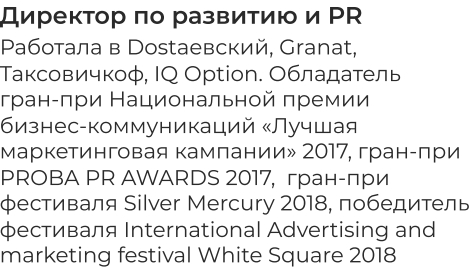 Директор по развитию и PR
Работала в Dostaевский, Granat,
Таксовичкоф, IQ Option. Обладатель
гран-при Национальной премии
бизнес-коммуникаций «Лучшая
маркетинговая кампании» 2017, гран-при
PROBA PR AWARDS 2017,  гран-при
фестиваля Silver Mercury 2018, победитель
фестиваля International Advertising and
marketing festival White Square 2018